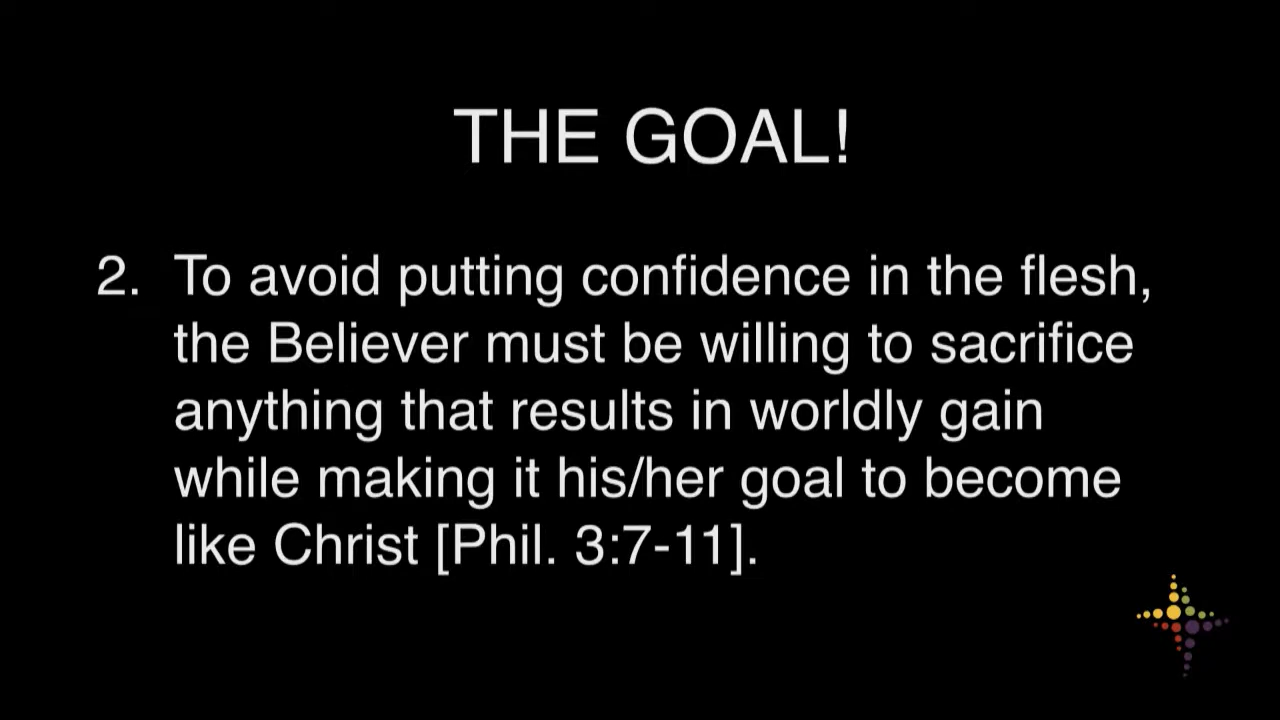 THE GOAL!
2. To avoid putting confidence in the flesh,
the Believer must be willing to sacrifice
anything that results in worldly gain
while making it his/her goal to become
like Christ [Phil. 3:7-11].